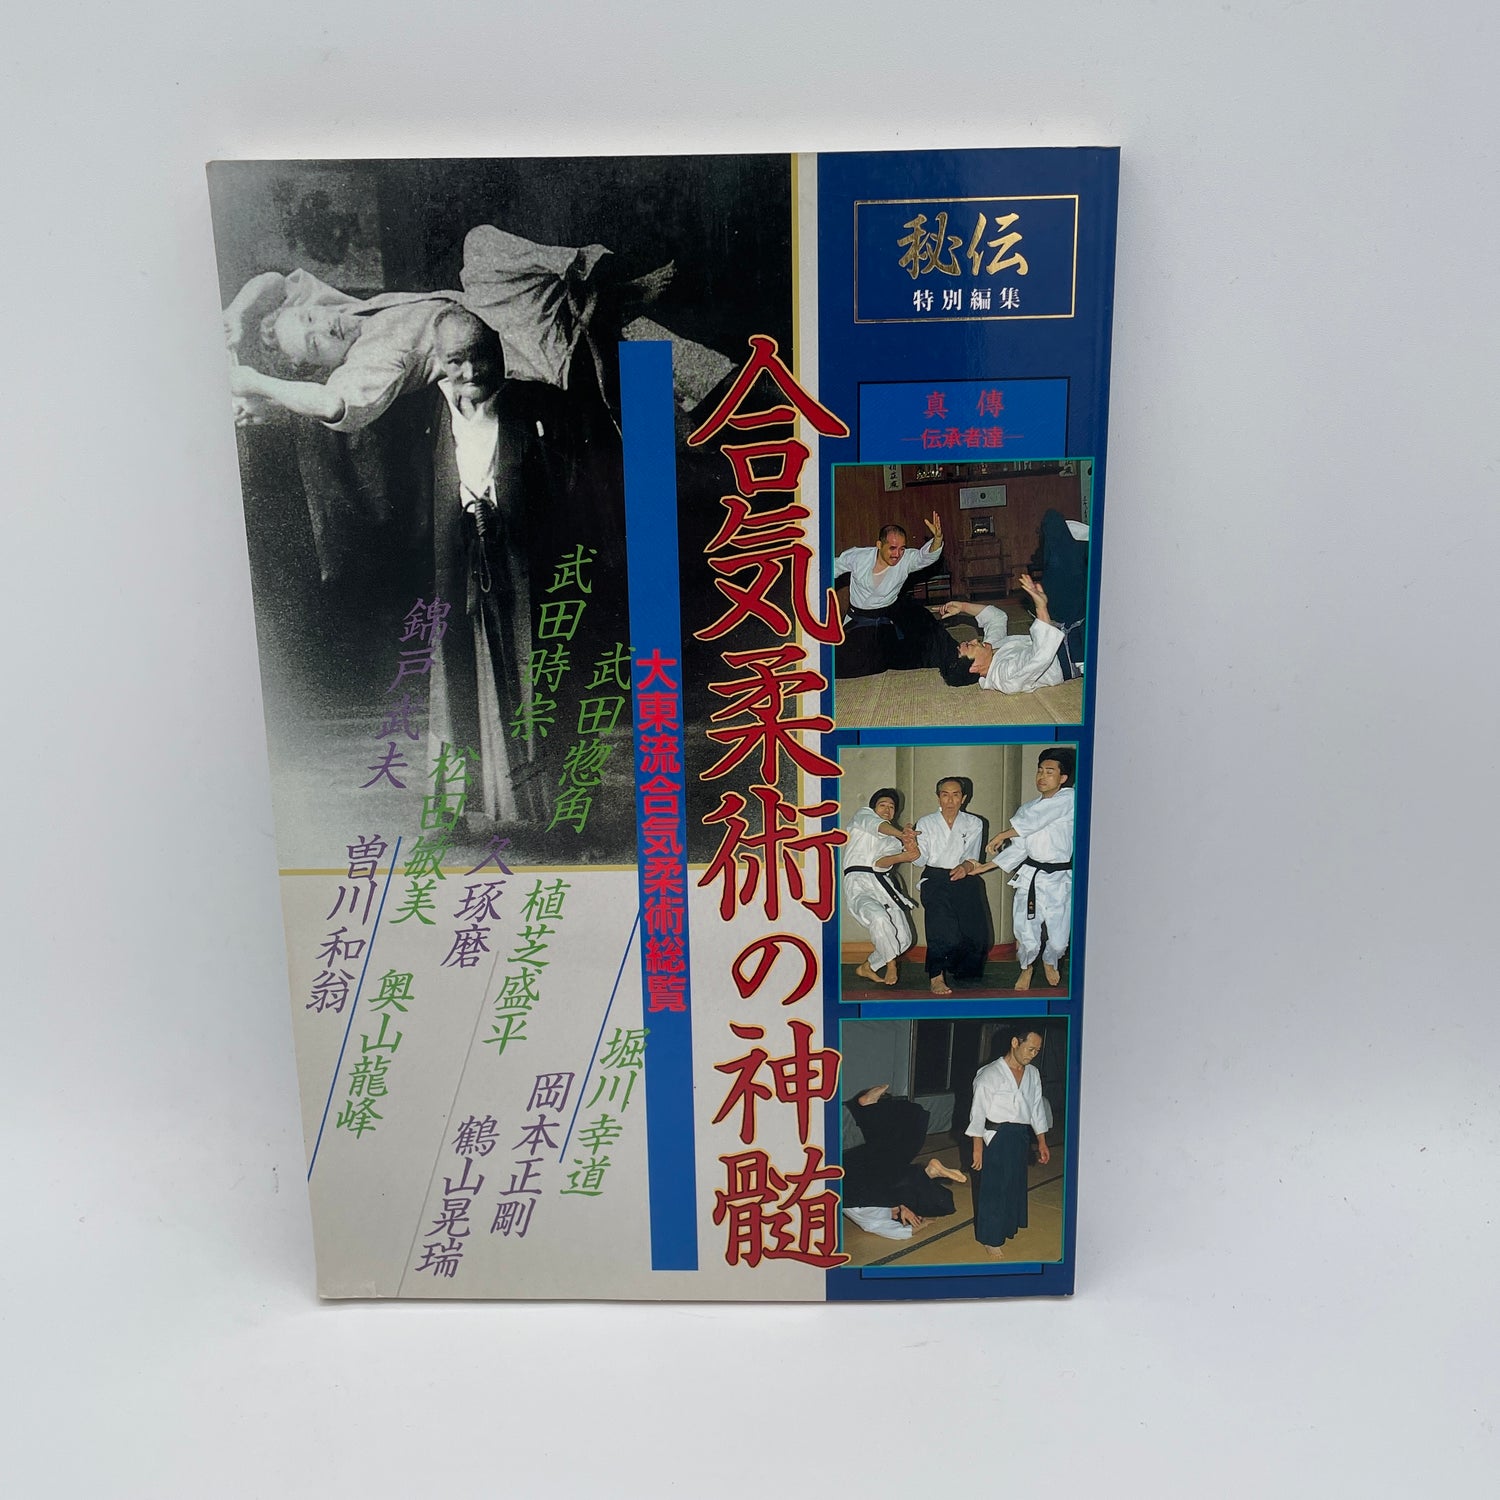 秘伝
特別編集
真傳
―伝承者達―
合気柔術の神髄
大東流合気柔術総覧
武田惣角
武田時宗
堀川幸道
植芝盛平
岡本正剛
久琢磨
鶴山晃瑞
松田敏美
奥山龍峰
錦戸武夫
曽川和翁